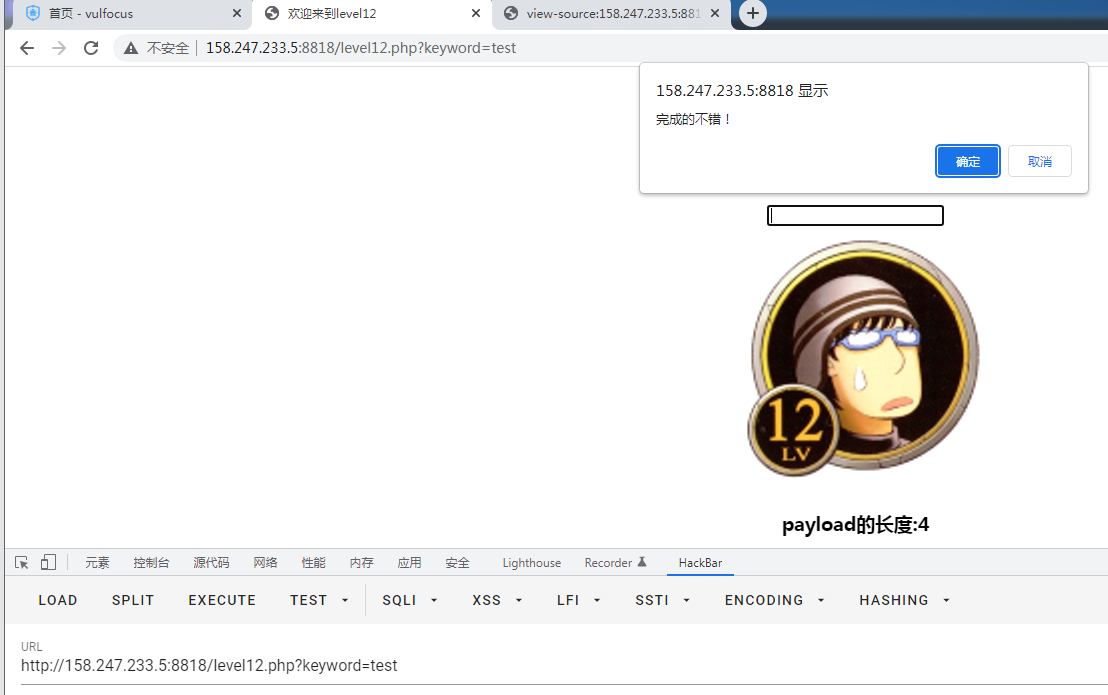 首页 - vulfocus
欢迎来到level12
view-source:158.247.233.5:881
不安全
158.247.233.5:8818/level12.php?keyword=test
158.247.233.5:8818 显示
完成的不错！
确定 取消
12
LV
payload的长度:4
元素 控制台 源代码 网络 性能 内存 应用 安全 Lighthouse Recorder HackBar
LOAD SPLIT EXECUTE TEST SQLI XSS LFI SSTI ENCODING HASHING
URL
http://158.247.233.5:8818/level12.php?keyword=test